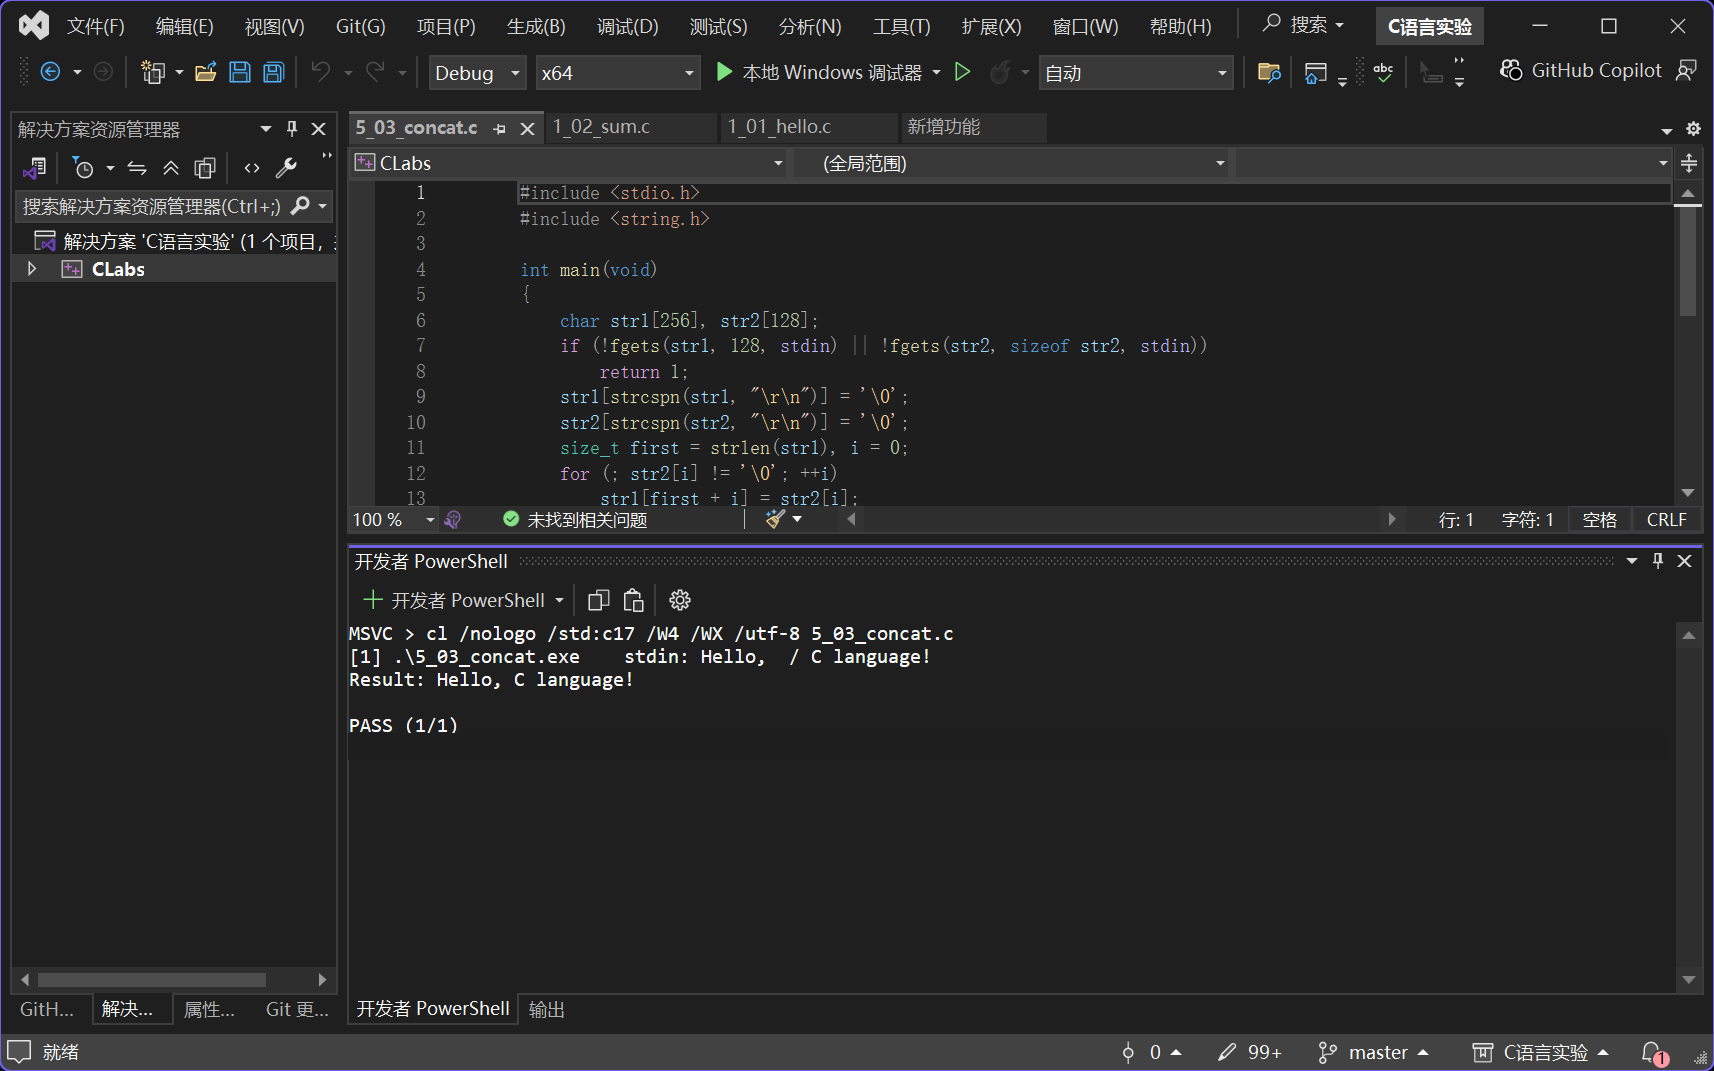 文件(F) 编辑(E) 视图(V) Git(G) 项目(P) 生成(B) 调试(D) 测试(S) 分析(N) 工具(T) 扩展(X) 窗口(W) 帮助(H) 搜索 C语言实验
Debug x64 本地 Windows 调试器 自动 abc GitHub Copilot
解决方案资源管理器
搜索解决方案资源管理器(Ctrl+;)
解决方案 'C语言实验' (1 个项目,
CLabs
5_03_concat.c 1_02_sum.c 1_01_hello.c 新增功能
CLabs (全局范围)
1 #include <stdio.h>
2 #include <string.h>
3
4 int main(void)
5 {
6 char str1[256], str2[128];
7 if (!fgets(str1, 128, stdin) || !fgets(str2, sizeof str2, stdin))
8 return 1;
9 str1[strcspn(str1, "\r\n")] = '\0';
10 str2[strcspn(str2, "\r\n")] = '\0';
11 size_t first = strlen(str1), i = 0;
12 for (; str2[i] != '\0'; ++i)
13 str1[first + i] = str2[i];
100 % 未找到相关问题 行: 1 字符: 1 空格 CRLF
开发者 PowerShell
开发者 PowerShell
MSVC > cl /nologo /std:c17 /W4 /WX /utf-8 5_03_concat.c
[1] .\5_03_concat.exe    stdin: Hello,  / C language!
Result: Hello, C language!
PASS (1/1)
GitH... 解决... 属性... Git 更...
开发者 PowerShell 输出
就绪 0 99+ master C语言实验 1